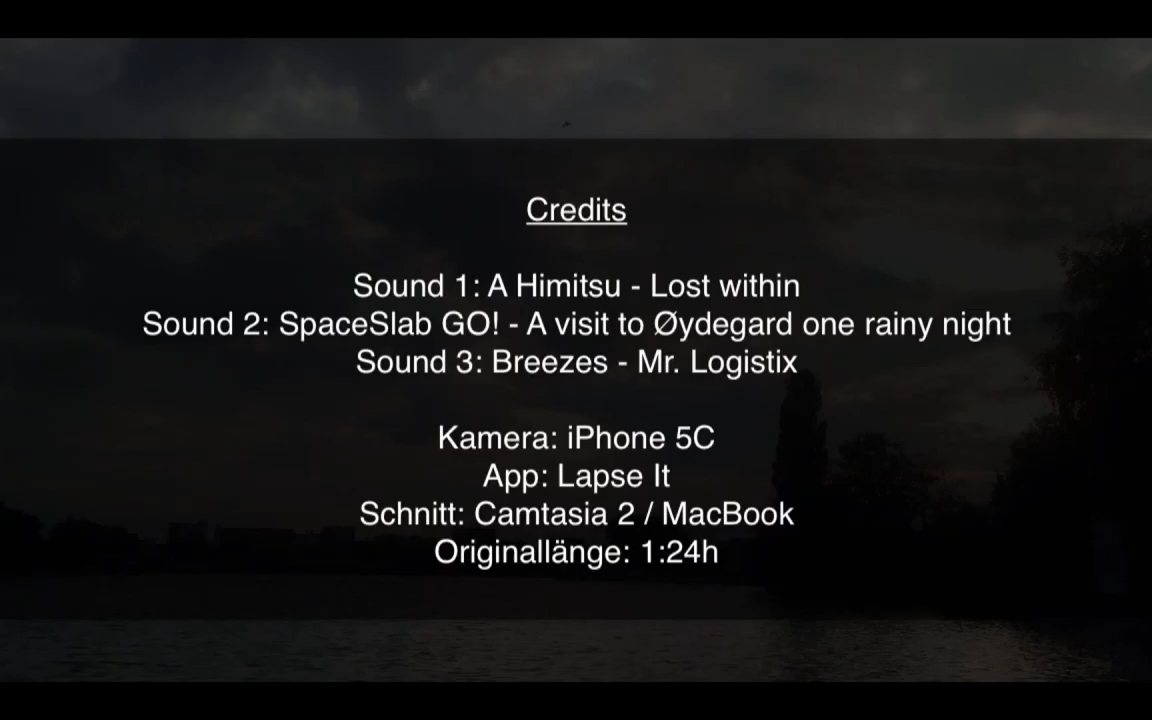 Credits
Sound 1: A Himitsu - Lost within
Sound 2: SpaceSlab GO! - A visit to Øydegard one rainy night
Sound 3: Breezes - Mr. Logistix
Kamera: iPhone 5C
App: Lapse It
Schnitt: Camtasia 2 / MacBook
Originallänge: 1:24h